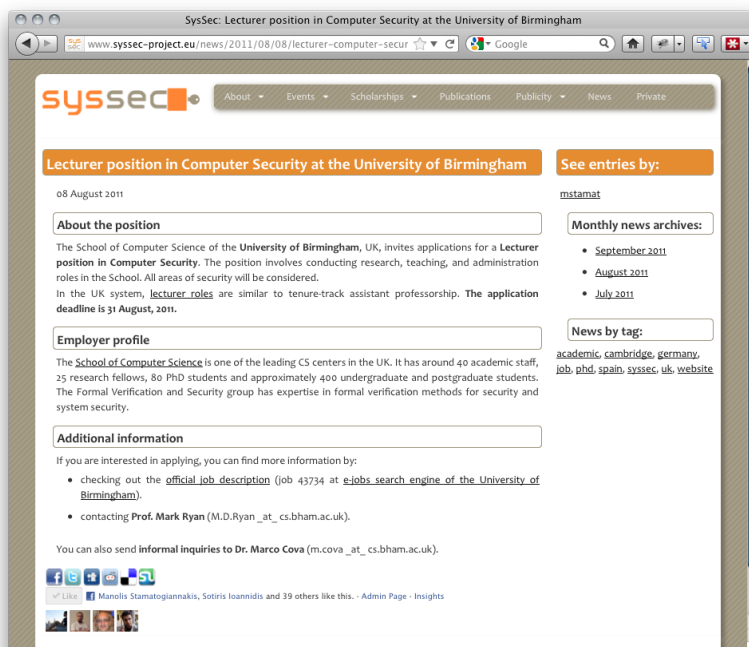 SysSec: Lecturer position in Computer Security at the University of Birmingham
www.syssec-project.eu/news/2011/08/08/lecturer-computer-secur
Google
syssec
About Events Scholarships Publications Publicity News Private
Lecturer position in Computer Security at the University of Birmingham
08 August 2011
About the position
The School of Computer Science of the University of Birmingham, UK, invites applications for a Lecturer
position in Computer Security. The position involves conducting research, teaching, and administration
roles in the School. All areas of security will be considered.
In the UK system, lecturer roles are similar to tenure-track assistant professorship. The application
deadline is 31 August, 2011.
Employer profile
The School of Computer Science is one of the leading CS centers in the UK. It has around 40 academic staff,
25 research fellows, 80 PhD students and approximately 400 undergraduate and postgraduate students.
The Formal Verification and Security group has expertise in formal verification methods for security and
system security.
Additional information
If you are interested in applying, you can find more information by:
• checking out the official job description (job 43734 at e-jobs search engine of the University of
Birmingham).
• contacting Prof. Mark Ryan (M.D.Ryan _at_ cs.bham.ac.uk).
You can also send informal inquiries to Dr. Marco Cova (m.cova _at_ cs.bham.ac.uk).
Like
Manolis Stamatogiannakis, Sotiris Ioannidis and 39 others like this. · Admin Page · Insights
See entries by:
mstamat
Monthly news archives:
• September 2011
• August 2011
• July 2011
News by tag:
academic, cambridge, germany,
job, phd, spain, syssec, uk, website